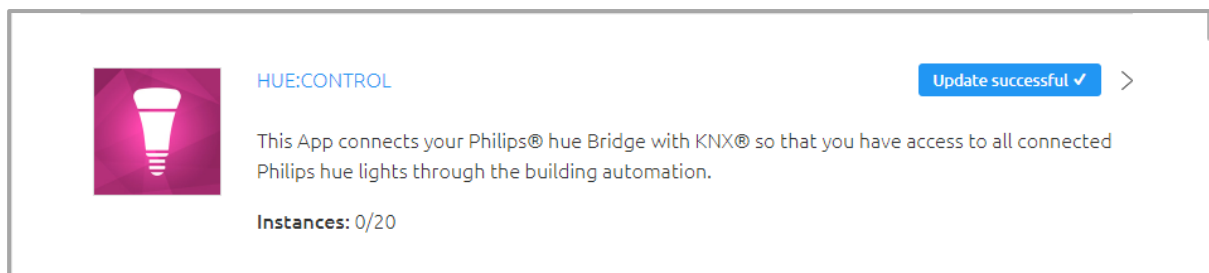 HUE:CONTROL
Update successful ✓
This App connects your Philips® hue Bridge with KNX® so that you have access to all connected
Philips hue lights through the building automation.
Instances: 0/20